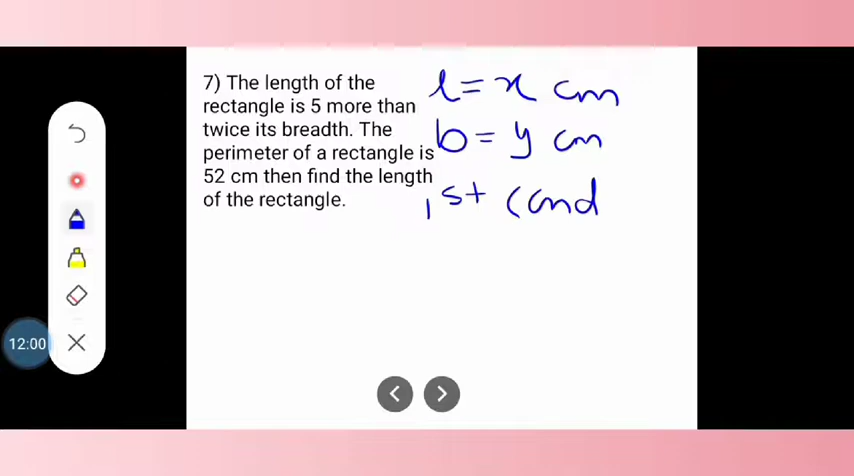 7) The length of the
rectangle is 5 more than
twice its breadth. The
perimeter of a rectangle is
52 cm then find the length
of the rectangle.
l = x cm
b = y cm
1st cond
12:00